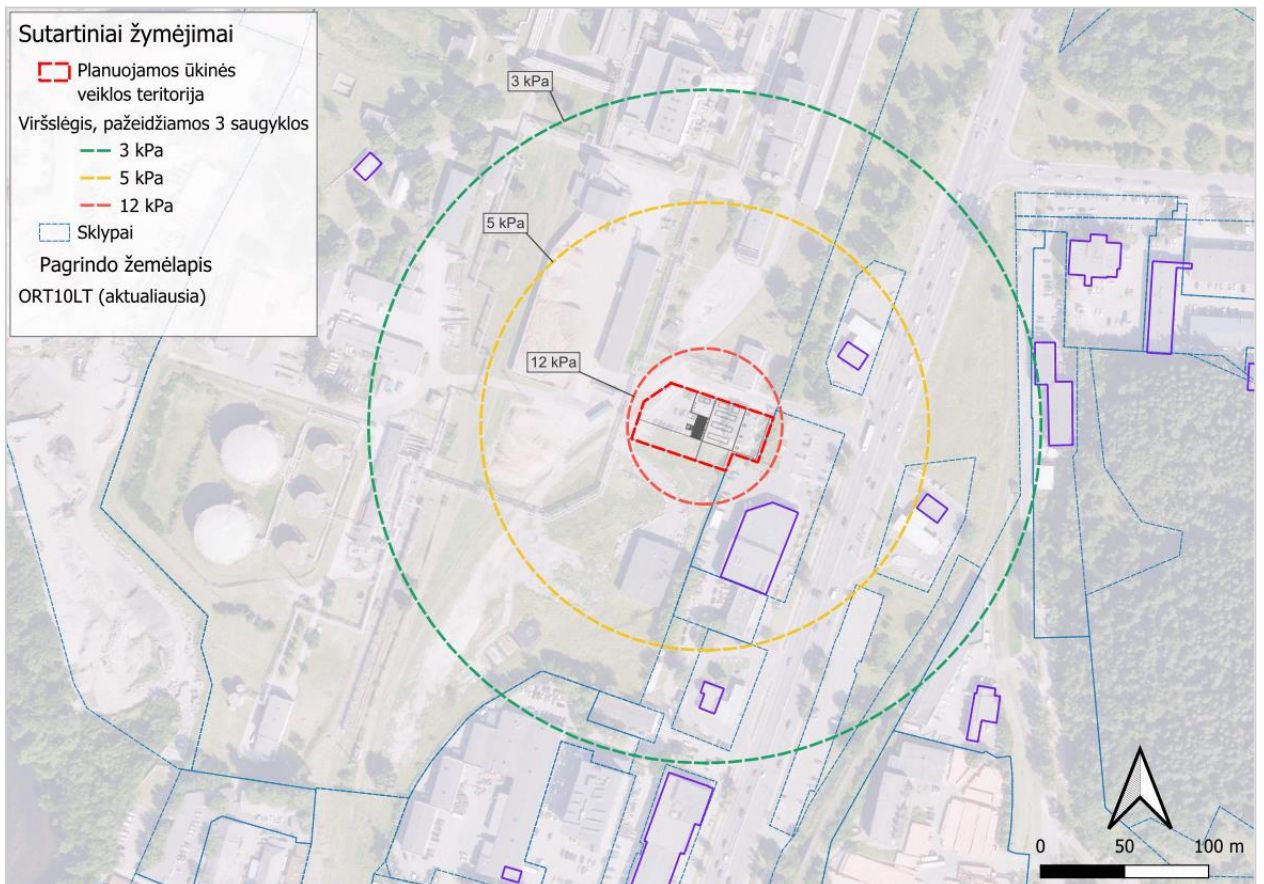 Sutartiniai žymėjimai
Planuojamos ūkinės
veiklos teritorija
Viršslėgis, pažeidžiamos 3 saugyklos
3 kPa
5 kPa
12 kPa
Sklypai
Pagrindo žemėlapis
ORT10LT (aktualiausia)
3 kPa
5 kPa
12 kPa
0 50 100 m